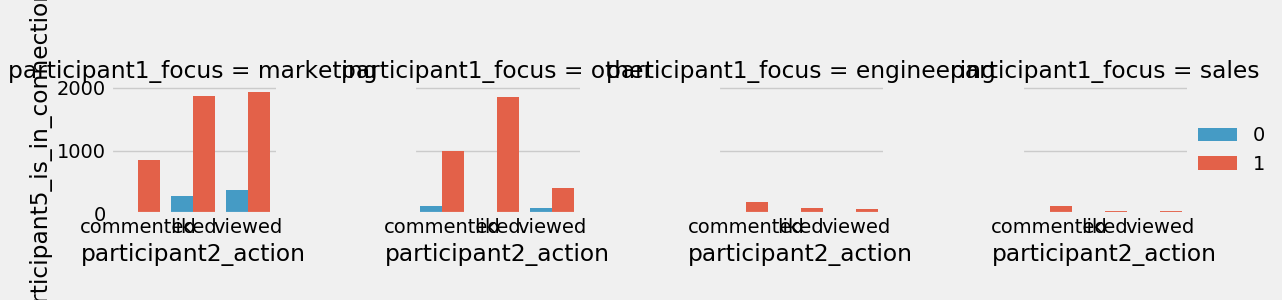 participant1_focus = marketing
participant1_focus = other
participant1_focus = engineering
participant1_focus = sales
2000
1000
0
commented liked viewed
commented liked viewed
commented liked viewed
commented liked viewed
participant2_action
participant2_action
participant2_action
participant2_action
0
1